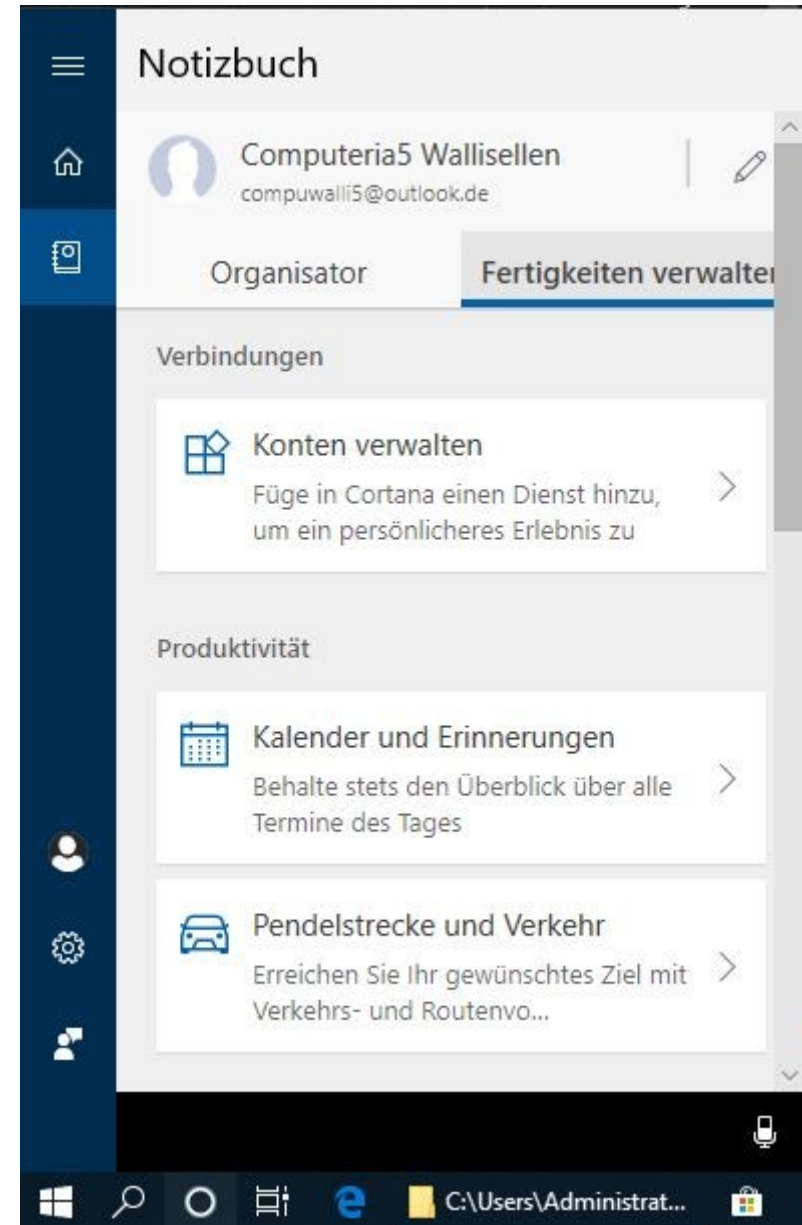 Notizbuch
Computeria5 Wallisellen
compuwalli5@outlook.de
Organisator
Fertigkeiten verwalten
Verbindungen
Konten verwalten
Füge in Cortana einen Dienst hinzu,
um ein persönlicheres Erlebnis zu
Produktivität
Kalender und Erinnerungen
Behalte stets den Überblick über alle
Termine des Tages
Pendelstrecke und Verkehr
Erreichen Sie Ihr gewünschtes Ziel mit
Verkehrs- und Routenvo...
C:\Users\Administrat...